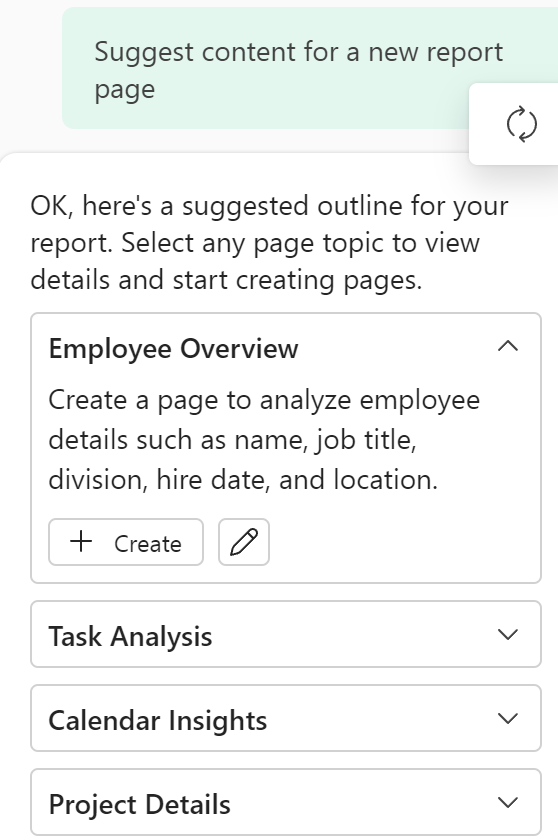 Suggest content for a new report
page
OK, here's a suggested outline for your
report. Select any page topic to view
details and start creating pages.
Employee Overview
Create a page to analyze employee
details such as name, job title,
division, hire date, and location.
Create
Task Analysis
Calendar Insights
Project Details